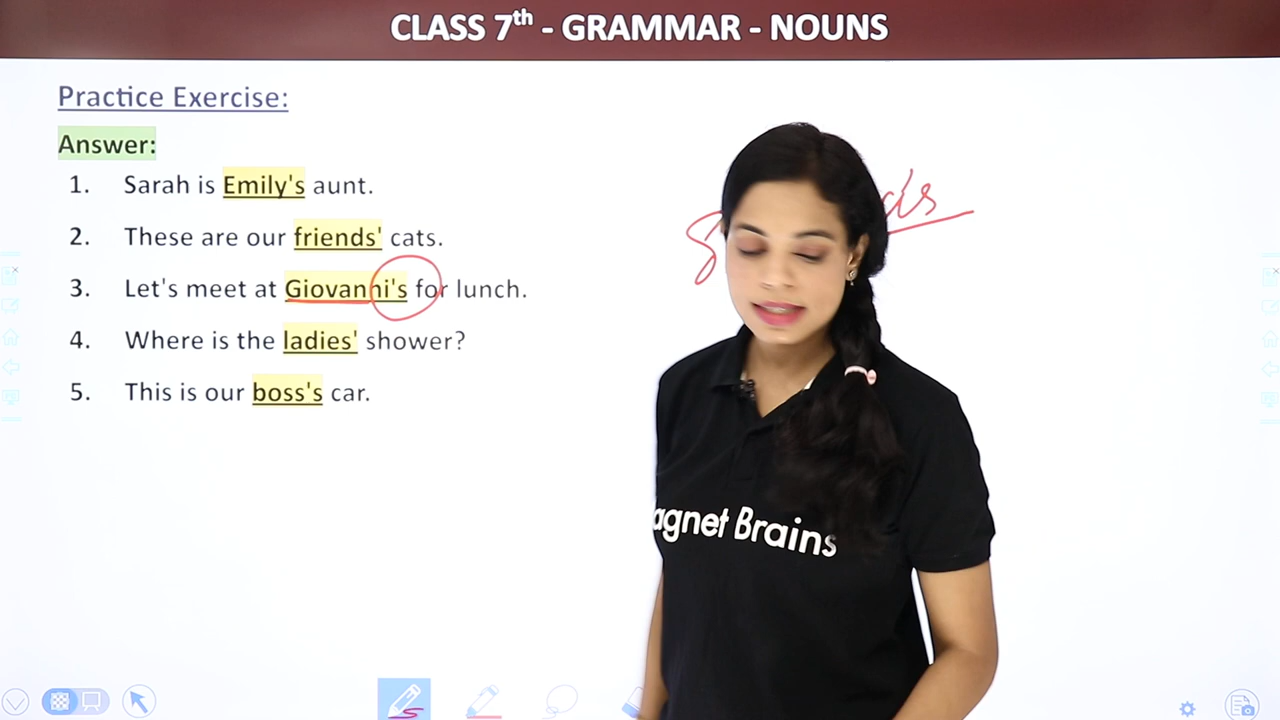 CLASS 7th - GRAMMAR - NOUNS
Practice Exercise:
Answer:
1. Sarah is Emily's aunt.
2. These are our friends' cats.
3. Let's meet at Giovanni's for lunch.
4. Where is the ladies' shower?
5. This is our boss's car.
agnet Brains